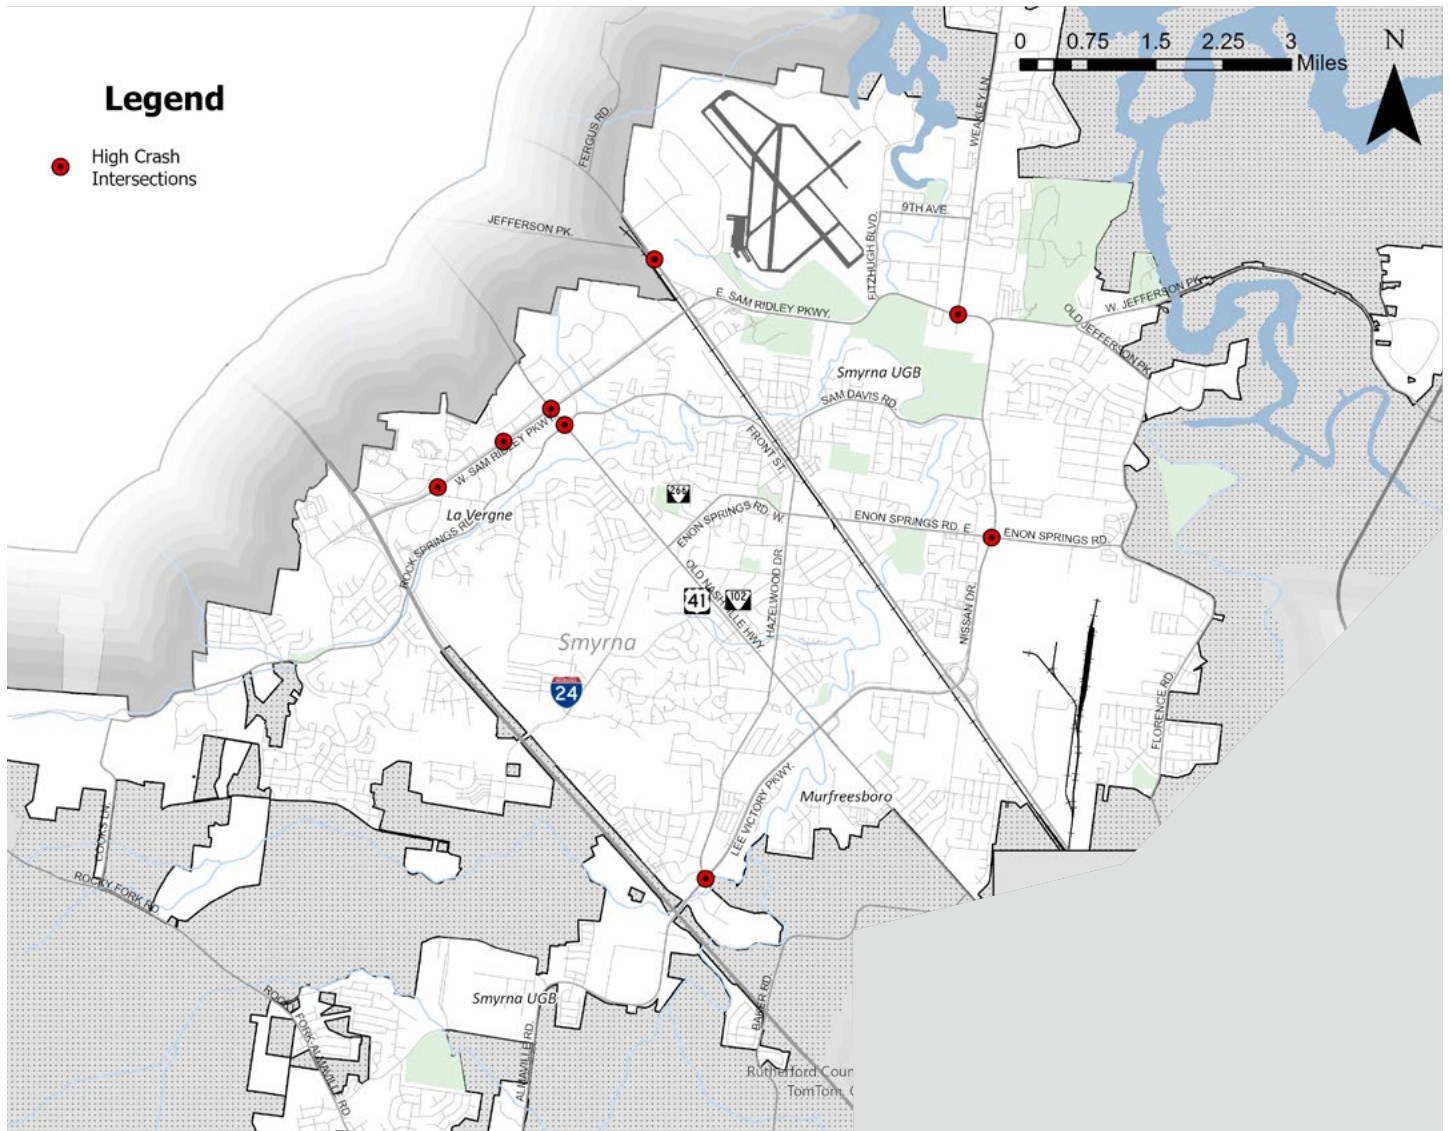 Legend
High Crash
Intersections
0 0.75 1.5 2.25 3
Miles
N
FERGUS RD.
WEAKLEY LN.
JEFFERSON PK.
9TH AVE.
FITZHUGH BLVD.
E. SAM RIDLEY PKWY.
W. JEFFERSON PK.
OLD JEFFERSON PK.
Smyrna UGB
SAM DAVIS RD
W. SAM RIDLEY PKWY.
FRONT ST.
266
La Vergne
ROCK SPRINGS RD.
ENON SPRINGS RD. W.
ENON SPRINGS RD. E
ENON SPRINGS RD.
OLD NASHVILLE HWY
41
102
HAZELWOOD DR.
NISSAN DR.
Smyrna
INTERSTATE
24
FLORENCE RD
LEE VICTORY PKWY.
Murfreesboro
COOKS LN.
ROCKY FORK RD
Smyrna UGB
ROCKY FORK-ALMAVILLE RD
ALMAVILLE RD.
BAKER RD.
Rutherford Coun
TomTom,